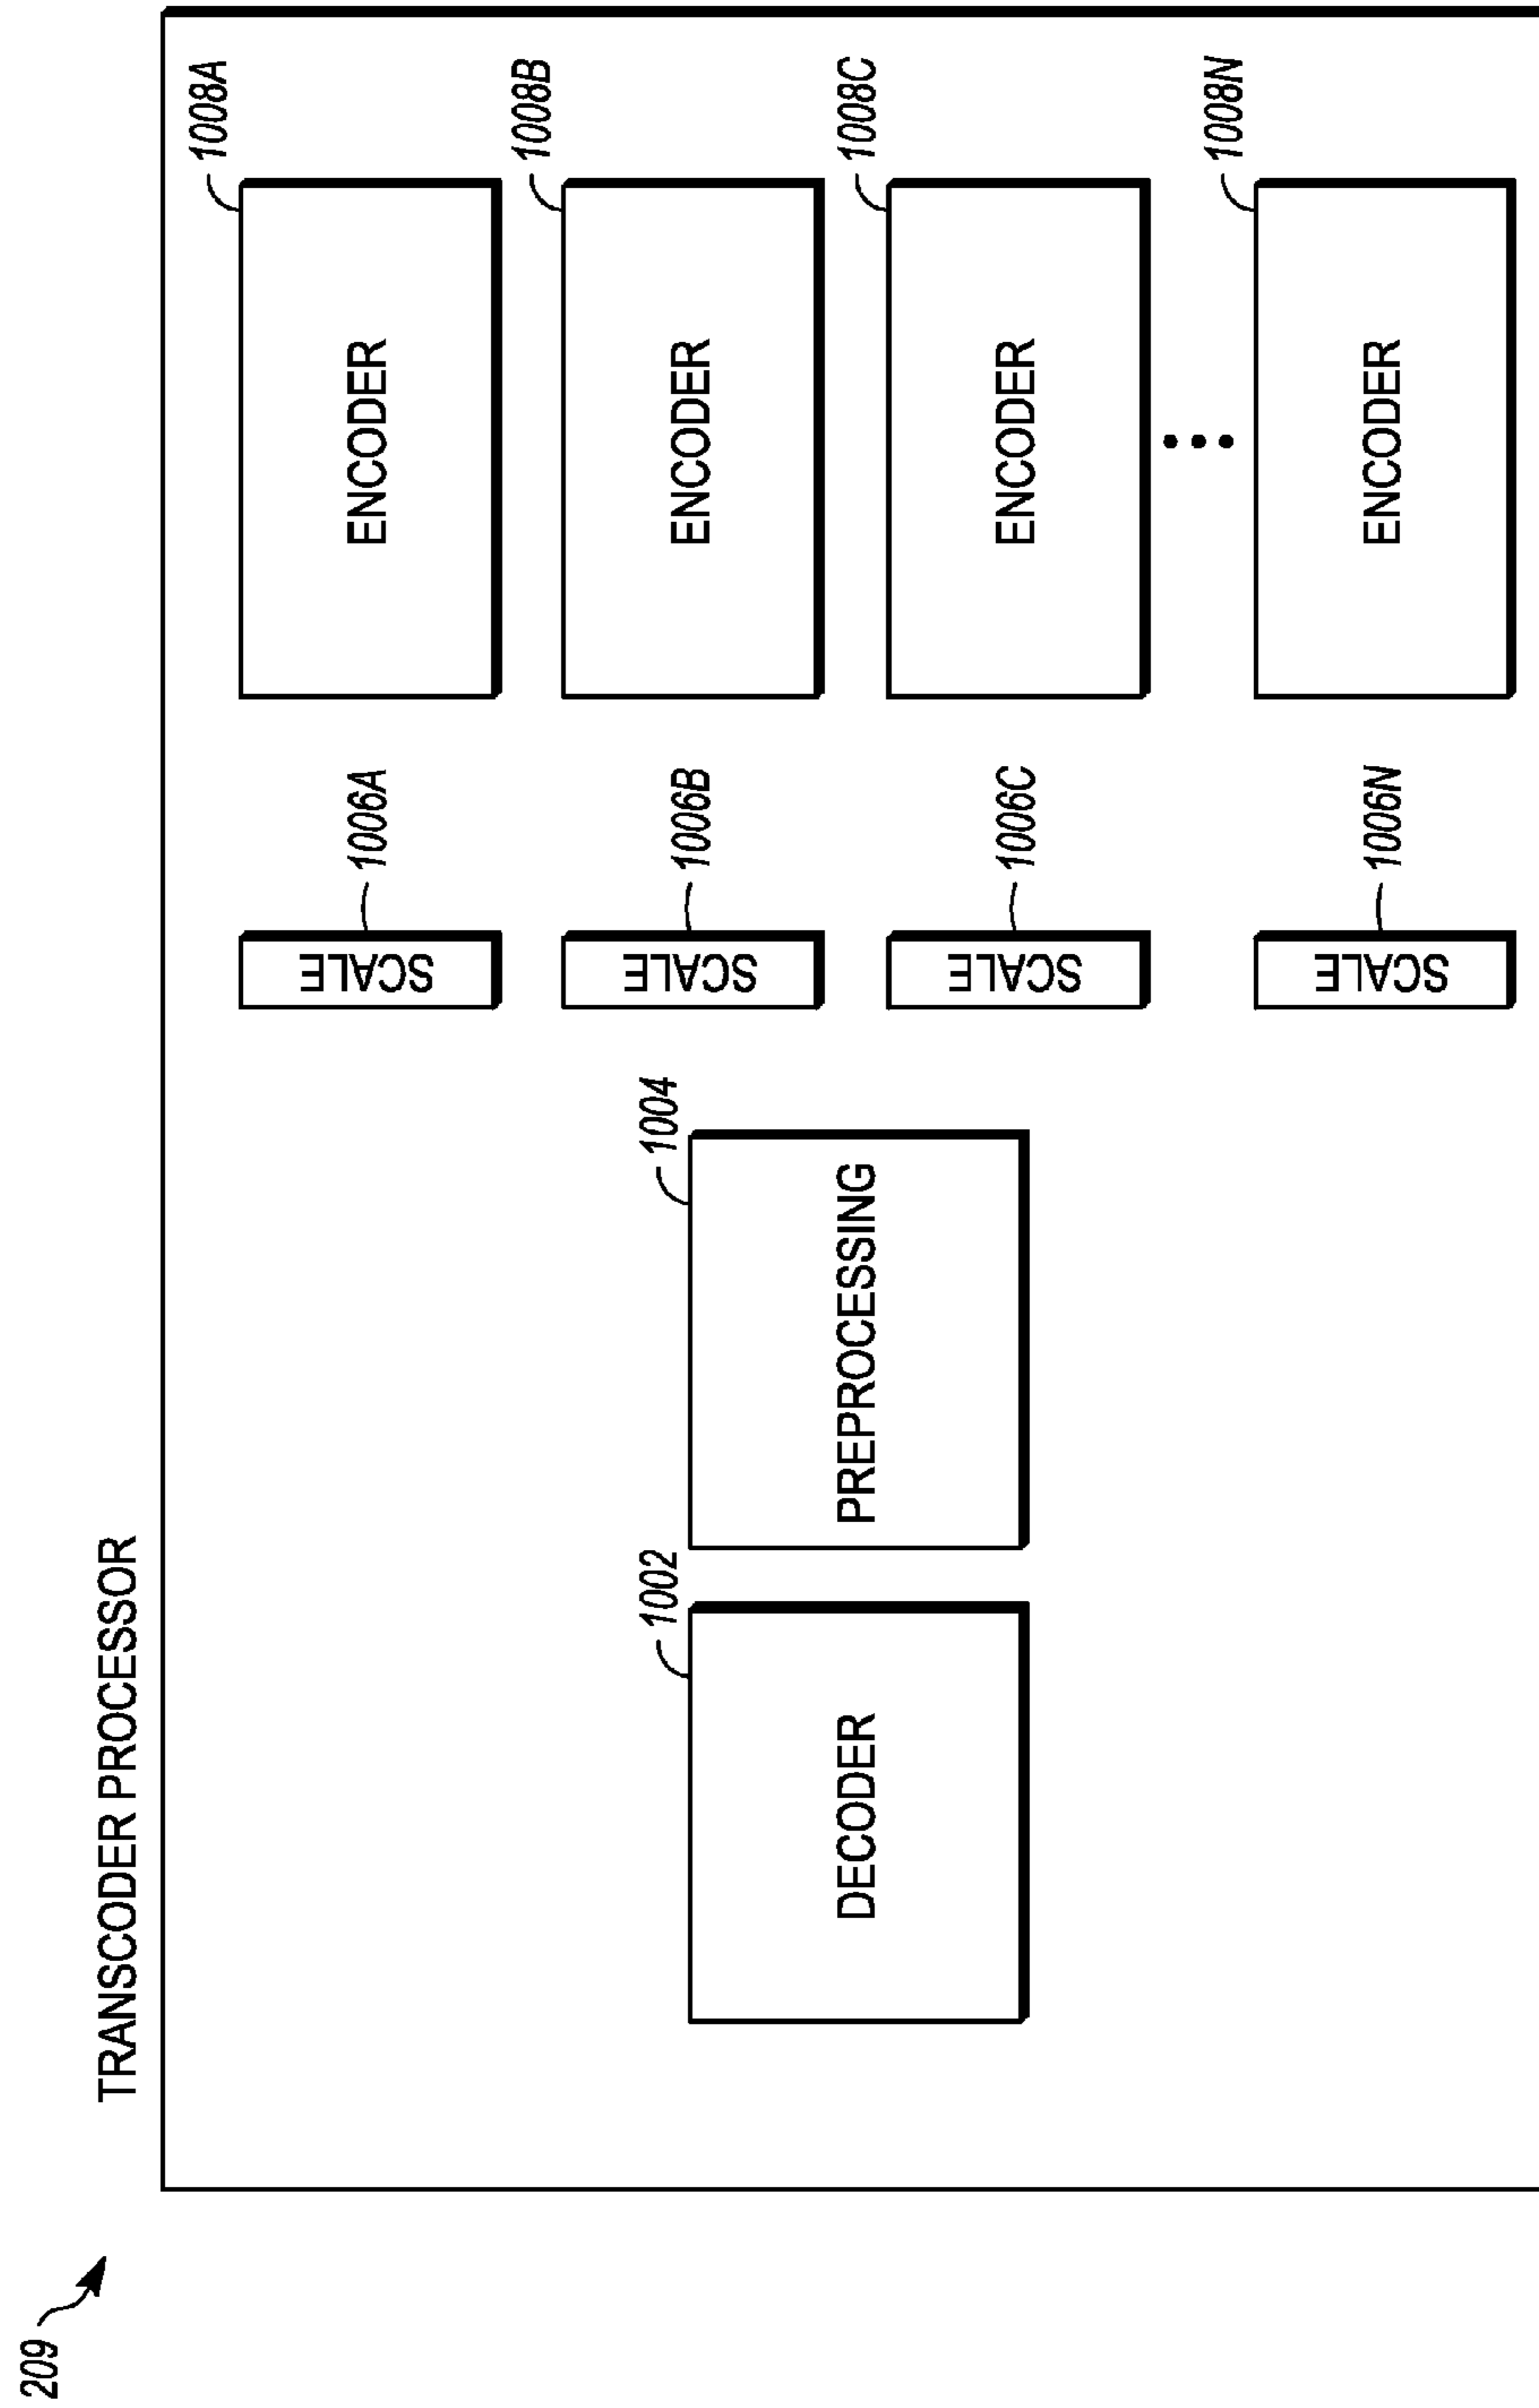 209
TRANSCODER PROCESSOR
1002
DECODER
1004
PREPROCESSING
1006A
SCALE
1006B
SCALE
1006C
SCALE
1006N
SCALE
1008A
ENCODER
1008B
ENCODER
1008C
ENCODER
1008N
ENCODER